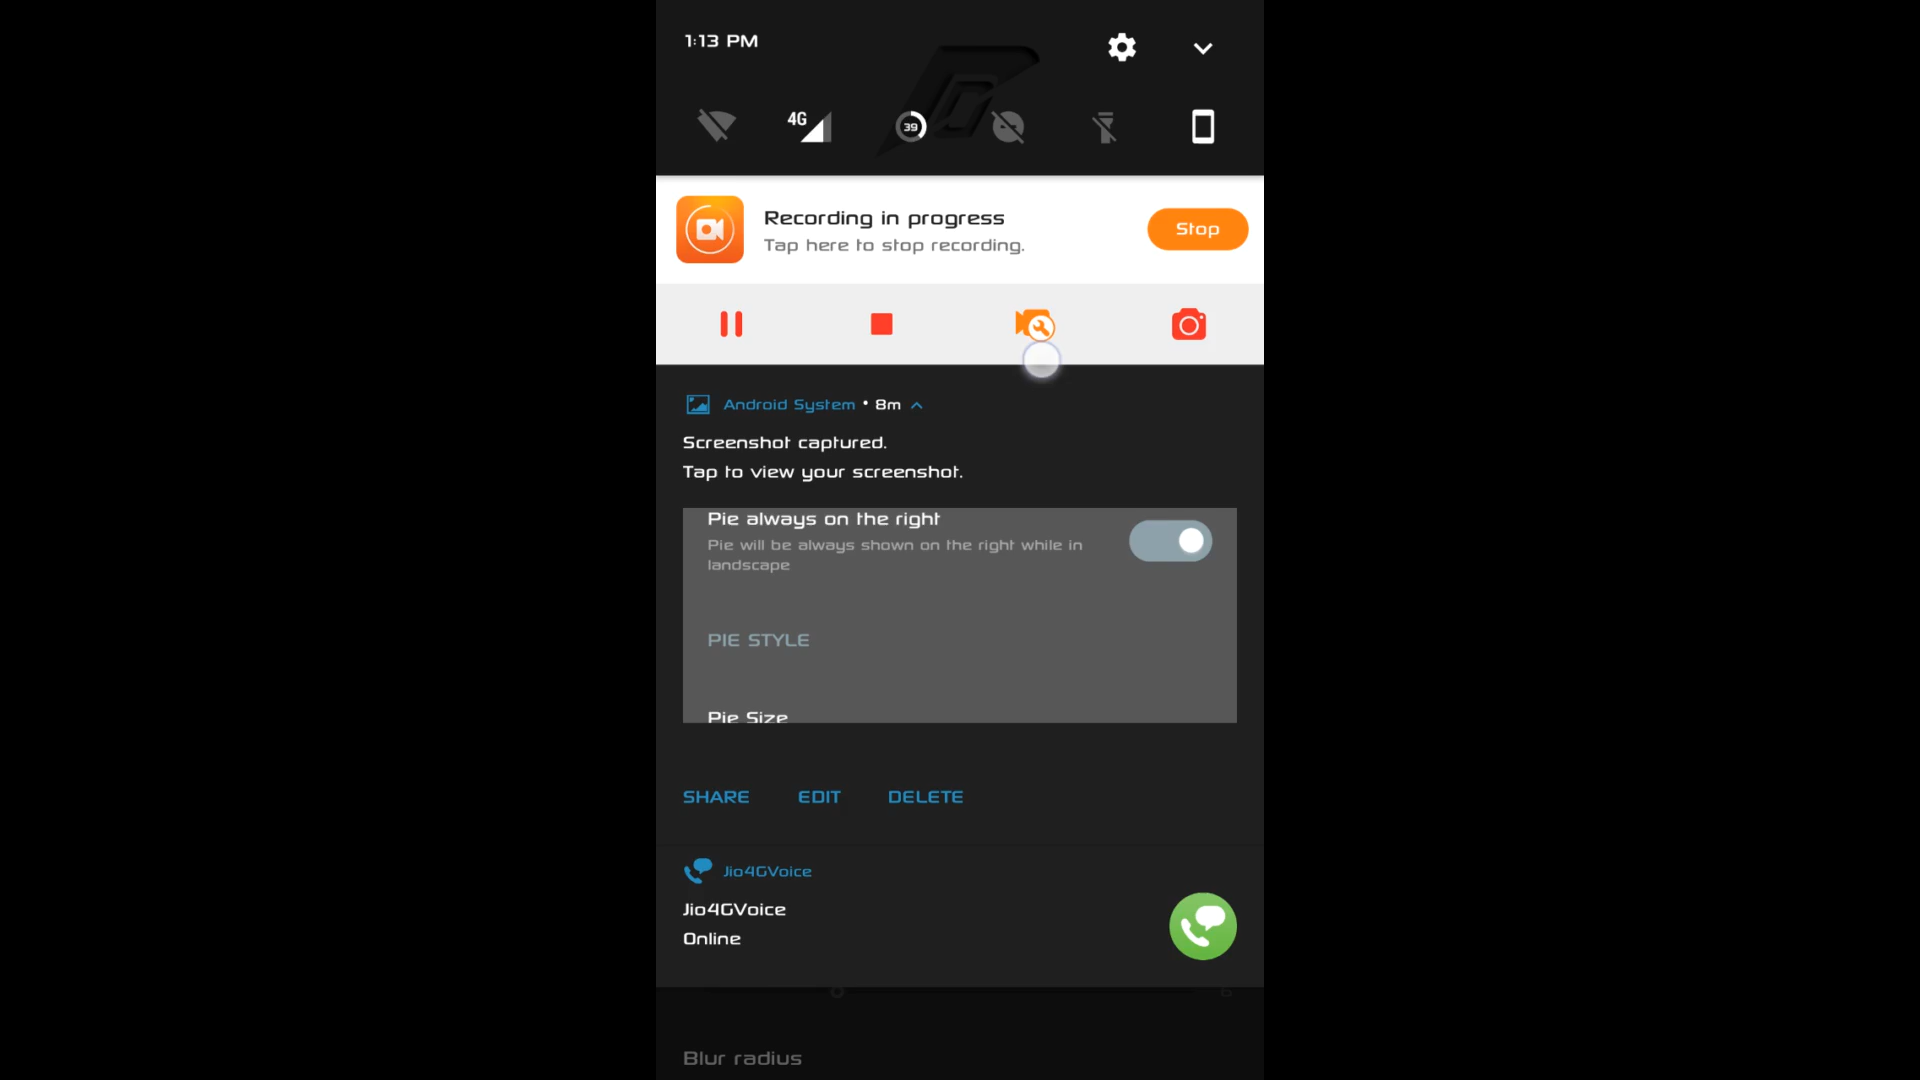 1:13 PM
4G
39
Recording in progress
Tap here to stop recording.
Stop
Android System • 8m
Screenshot captured.
Tap to view your screenshot.
Pie always on the right
Pie will be always shown on the right while in
landscape
PIE STYLE
Pie Size
SHARE EDIT DELETE
Jio4GVoice
Jio4GVoice
Online
Blur radius